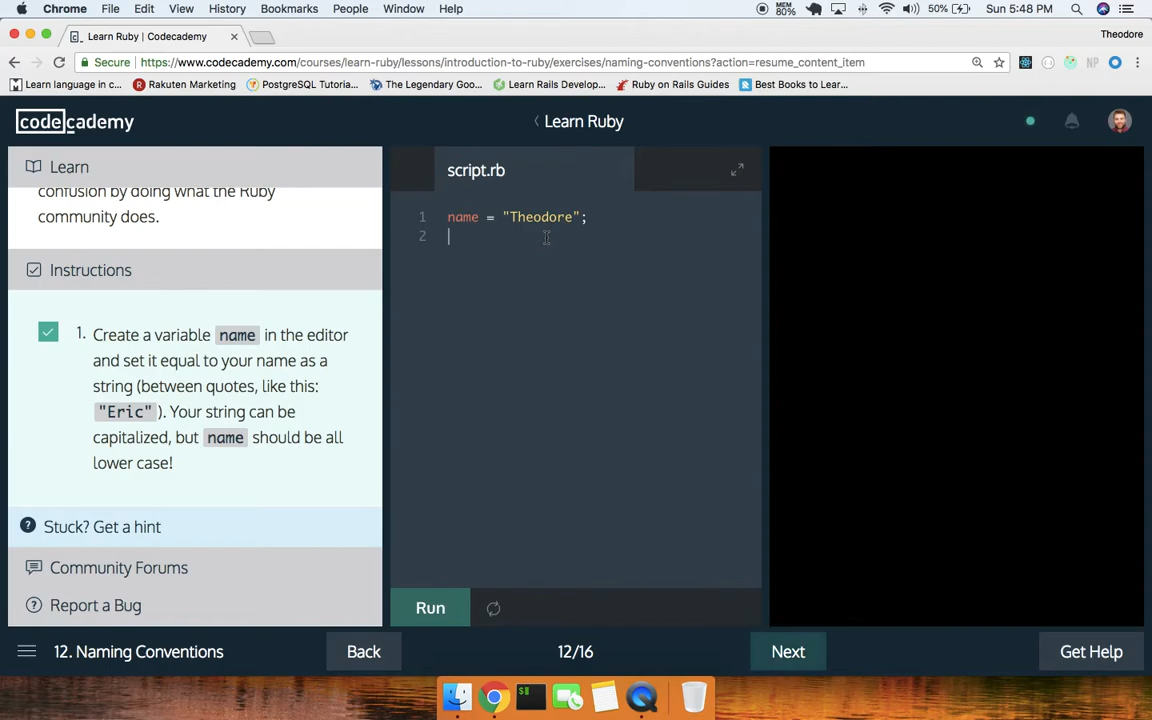 Chrome File Edit View History Bookmarks People Window Help MEM 80% 50% Sun 5:48 PM
Learn Ruby | Codecademy Theodore
Secure https://www.codecademy.com/courses/learn-ruby/lessons/introduction-to-ruby/exercises/naming-conventions?action=resume_content_item NP
Learn language in c... Rakuten Marketing PostgreSQL Tutoria... The Legendary Goo... Learn Rails Develop... Ruby on Rails Guides Best Books to Lear...
codecademy Learn Ruby
Learn
confusion by doing what the Ruby
community does.
Instructions
1. Create a variable name in the editor
and set it equal to your name as a
string (between quotes, like this:
"Eric"). Your string can be
capitalized, but name should be all
lower case!
Stuck? Get a hint
Community Forums
Report a Bug
script.rb
1 name = "Theodore";
2
Run
12. Naming Conventions Back 12/16 Next Get Help